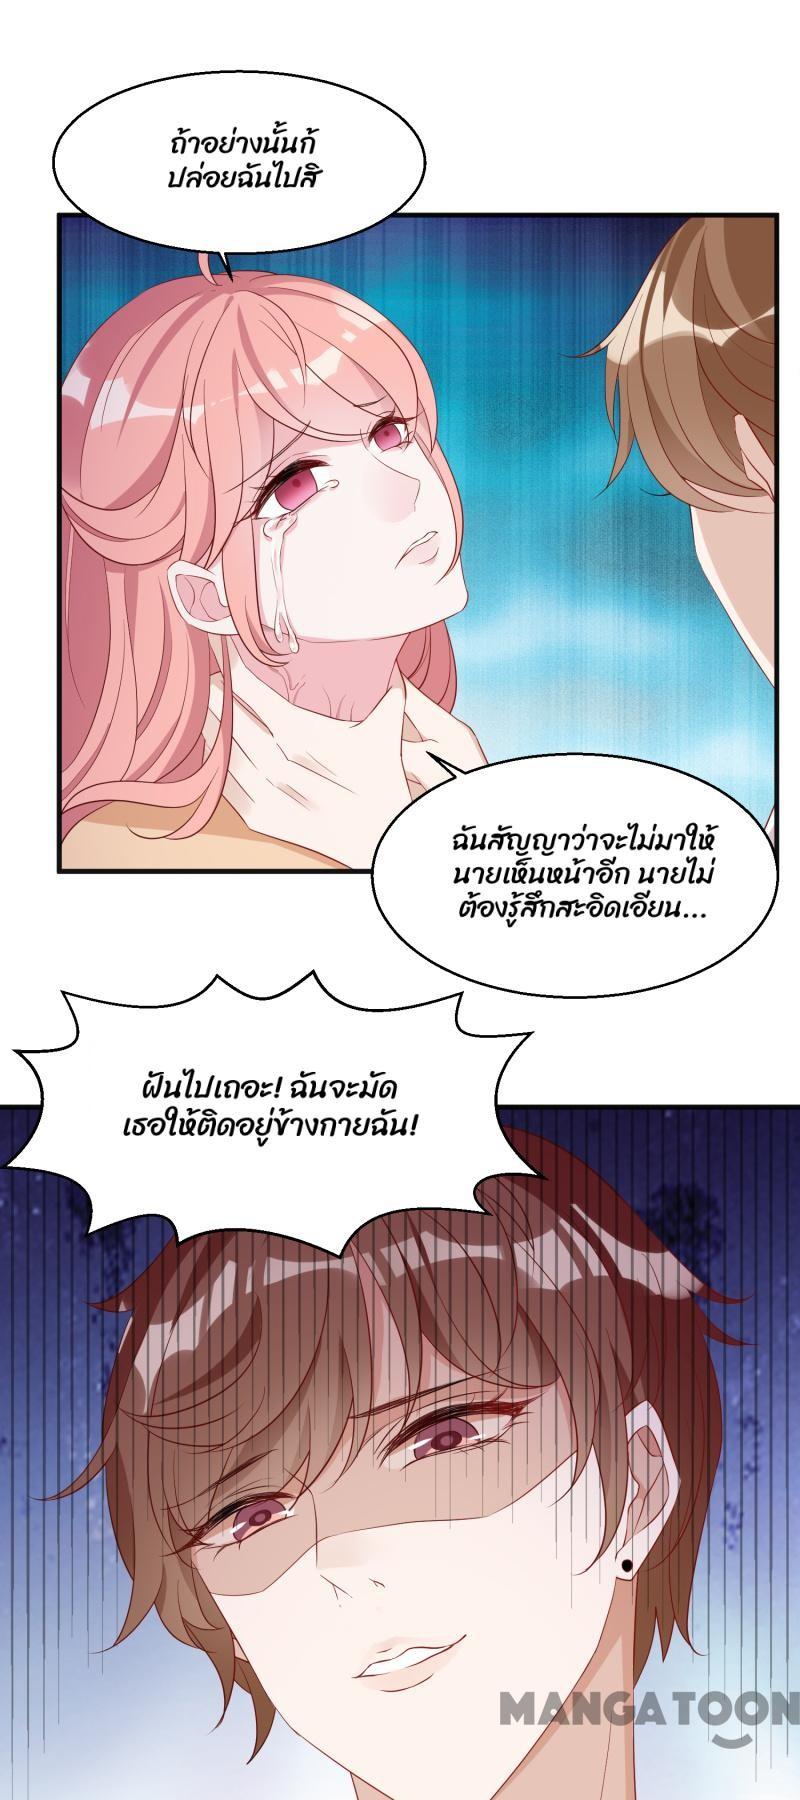 ถ้าอย่างนั้นก็
ปล่อยฉันไปสิ
ฉันสัญญาว่าจะไม่มาให้
นายเห็นหน้าอีก นายไม่
ต้องรู้สึกสะอิดเอียน...
ฝันไปเถอะ! ฉันจะมัด
เธอให้ติดอยู่ข้างกายฉัน!
MANGATOON